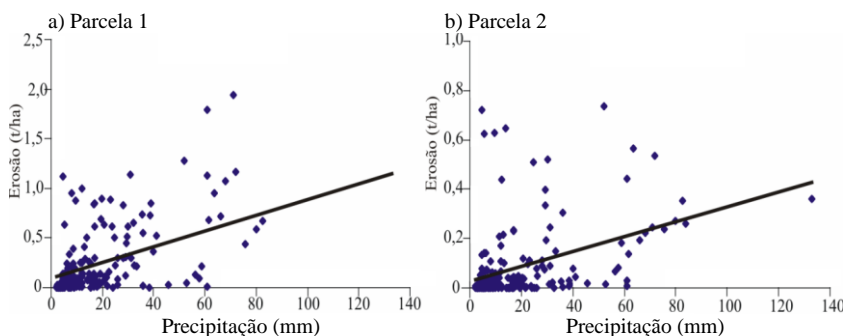 a) Parcela 1
2,5
2,0
1,5
1,0
0,5
0
Erosão (t/ha)
0 20 40 60 80 100 120 140
Precipitação (mm)
b) Parcela 2
1,0
0,8
0,6
0,4
0,2
0
Erosão (t/ha)
0 20 40 60 80 100 120 140
Precipitação (mm)